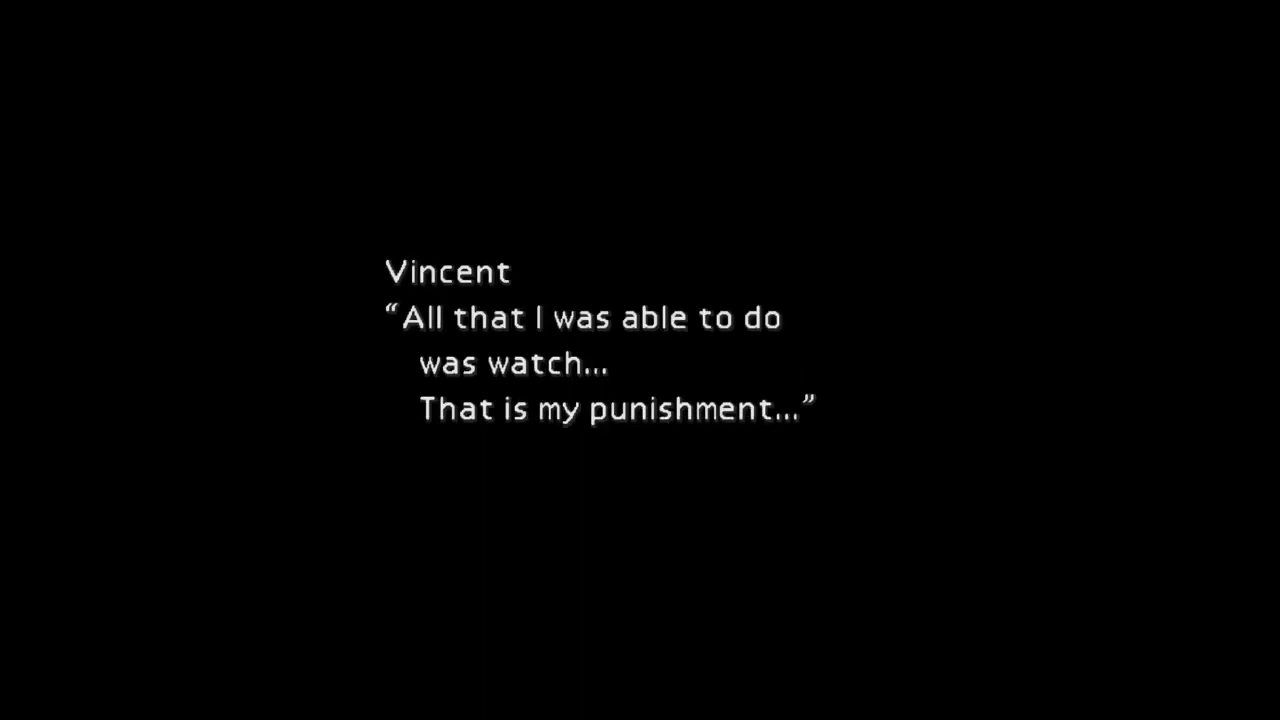 Vincent
“All that I was able to do
was watch...
That is my punishment...”